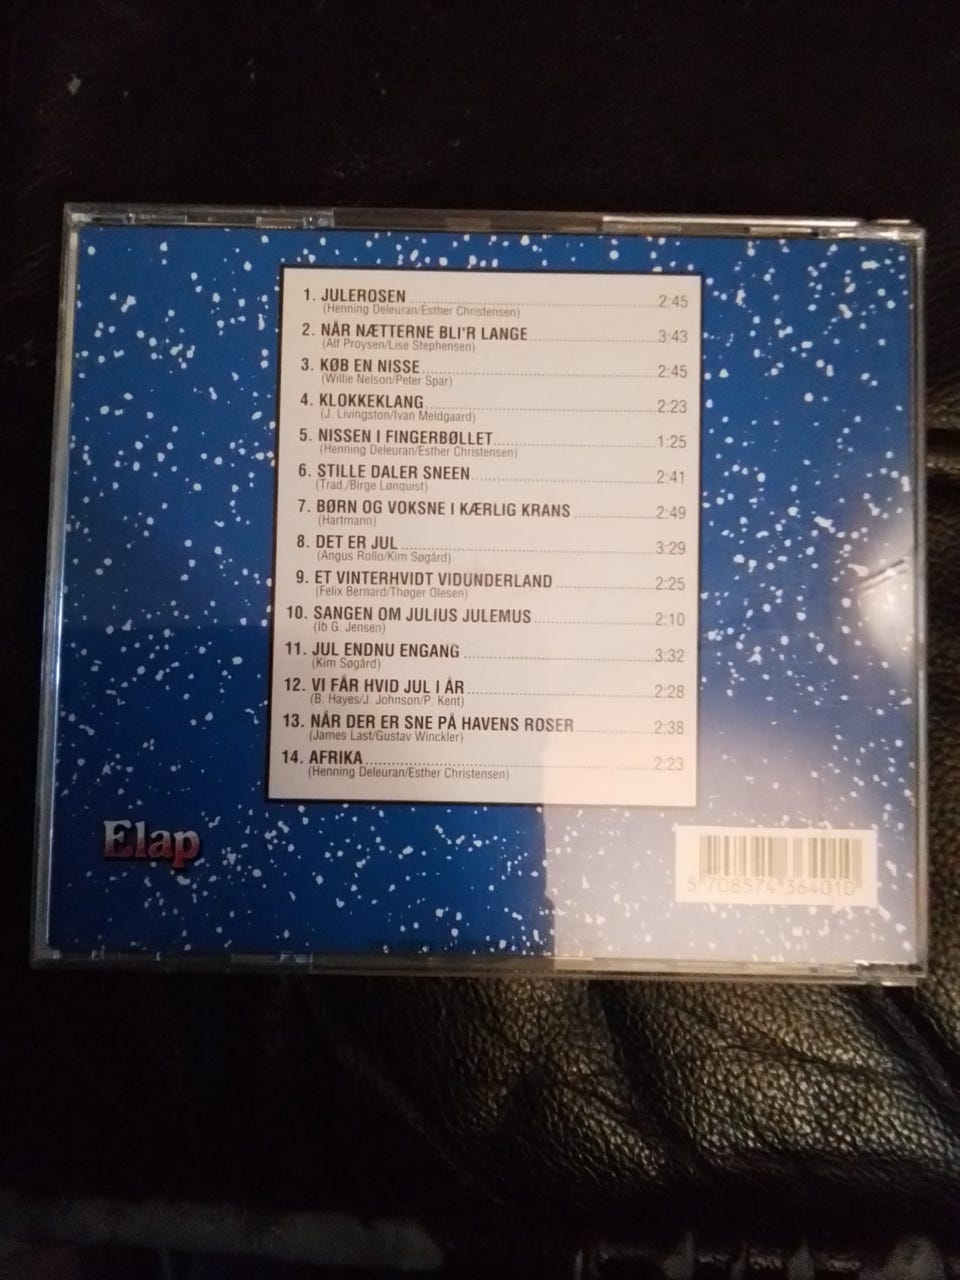 1. JULEROSEN 2:45
(Henning Deleuran/Esther Christensen)
2. NÅR NÆTTERNE BLI'R LANGE 3:43
(Alf Proysen/Lise Stephensen)
3. KØB EN NISSE 2:45
(Willie Nelson/Peter Spar)
4. KLOKKEKLANG 2:23
(J. Livingston/Ivan Meldgaard)
5. NISSEN I FINGERBØLLET 1:25
(Henning Deleuran/Esther Christensen)
6. STILLE DALER SNEEN 2:41
(Trad./Birge Lønquist)
7. BØRN OG VOKSNE I KÆRLIG KRANS 2:49
(Hartmann)
8. DET ER JUL 3:29
(Angus Rollo/Kim Søgård)
9. ET VINTERHVIDT VIDUNDERLAND 2:25
(Felix Bernard/Thøger Olesen)
10. SANGEN OM JULIUS JULEMUS 2:10
(Ib G. Jensen)
11. JUL ENDNU ENGANG 3:32
(Kim Søgård)
12. VI FÅR HVID JUL I ÅR 2:28
(B. Hayes/J. Johnson/P. Kent)
13. NÅR DER ER SNE PÅ HAVENS ROSER 2:38
(James Last/Gustav Winckler)
14. AFRIKA 2:23
(Henning Deleuran/Esther Christensen)
Elap
5 708574 364010